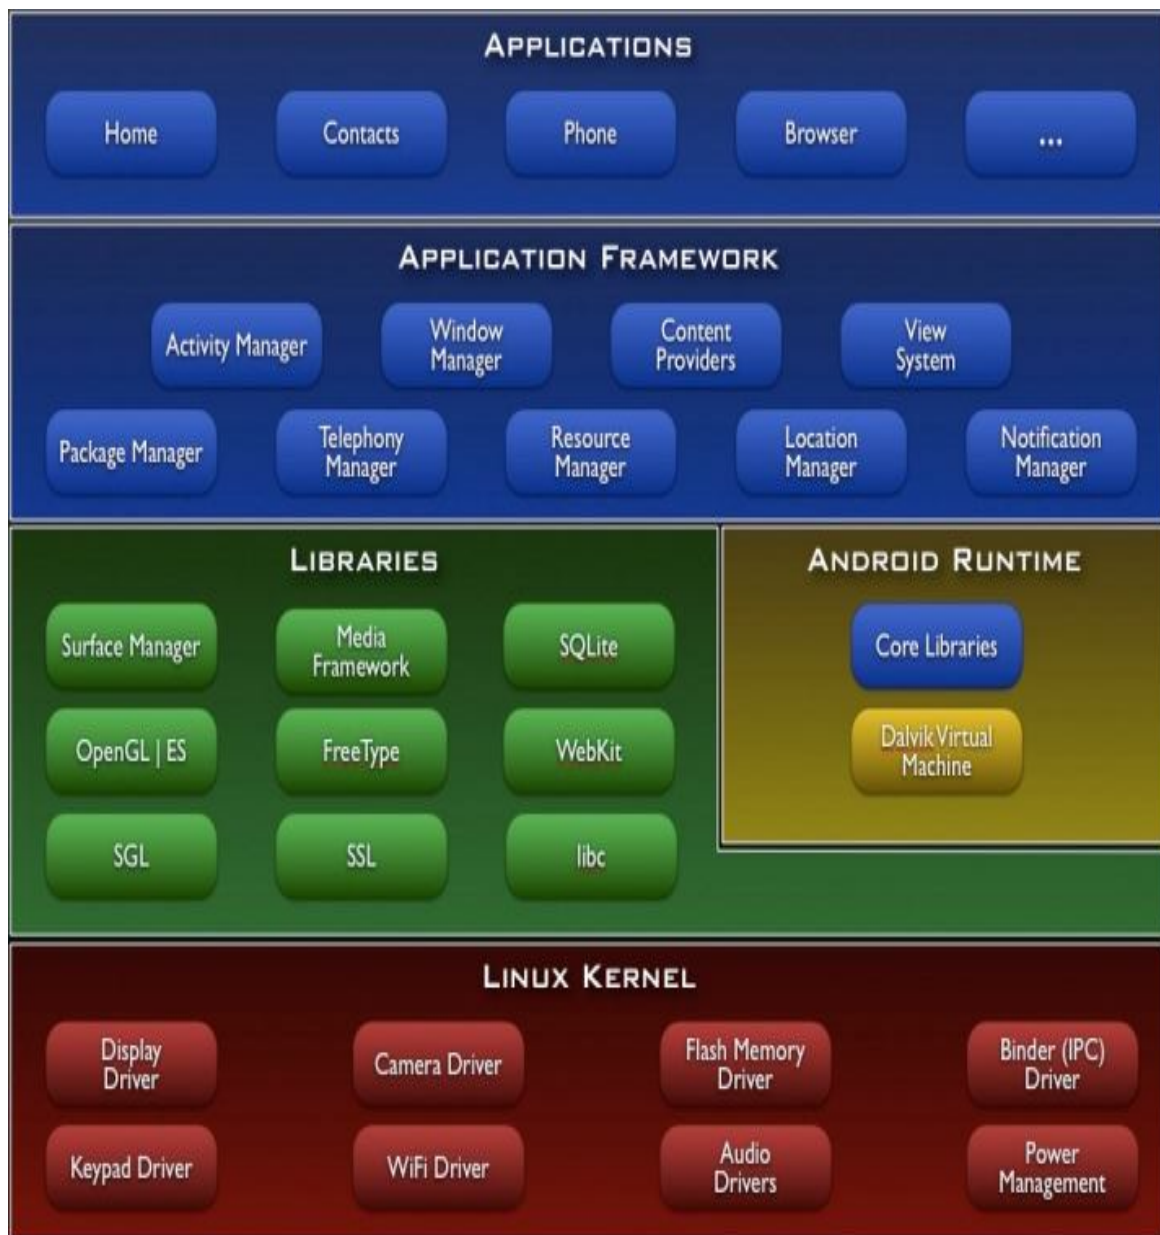 APPLICATIONS
Home
Contacts
Phone
Browser
...
APPLICATION FRAMEWORK
Activity Manager
Window
Manager
Content
Providers
View
System
Package Manager
Telephony
Manager
Resource
Manager
Location
Manager
Notification
Manager
LIBRARIES
Surface Manager
Media
Framework
SQLite
OpenGL | ES
FreeType
WebKit
SGL
SSL
libc
ANDROID RUNTIME
Core Libraries
Dalvik Virtual
Machine
LINUX KERNEL
Display
Driver
Camera Driver
Flash Memory
Driver
Binder (IPC)
Driver
Keypad Driver
WiFi Driver
Audio
Drivers
Power
Management